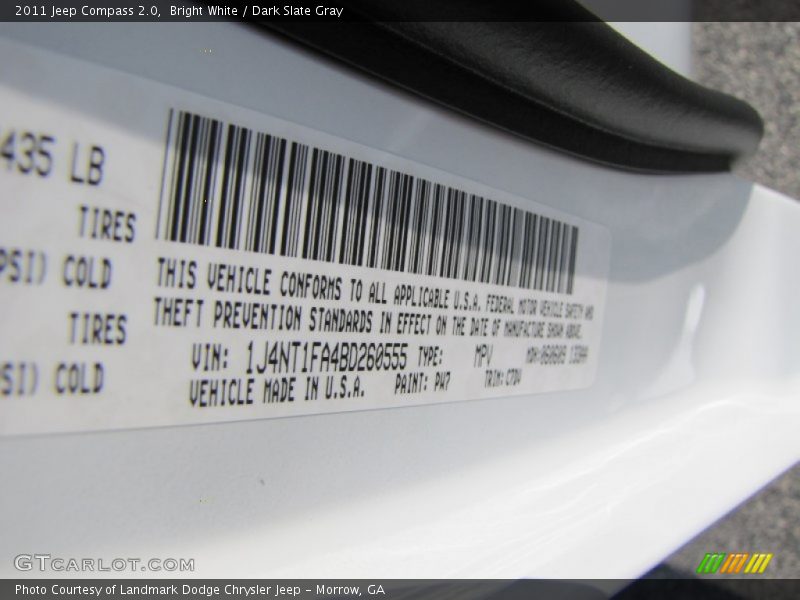 2011 Jeep Compass 2.0, Bright White / Dark Slate Gray
435 LB
TIRES
PSI) COLD
TIRES
PSI) COLD
THIS VEHICLE CONFORMS TO ALL APPLICABLE U.S.A. FEDERAL MOTOR VEHICLE SAFETY AND
THEFT PREVENTION STANDARDS IN EFFECT ON THE DATE OF MANUFACTURE SHOWN ABOVE.
VIN: 1J4NT1FA4BD260555 TYPE: MPV MDH:
VEHICLE MADE IN U.S.A. PAINT: PW7 TRIM:
GTCARLOT.COM
Photo Courtesy of Landmark Dodge Chrysler Jeep – Morrow, GA